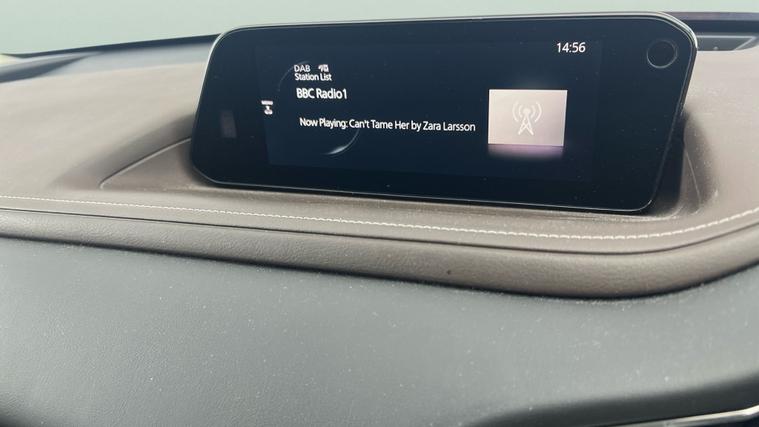 14:56
DAB
Station List
BBC Radio1
Now Playing: Can't Tame Her by Zara Larsson